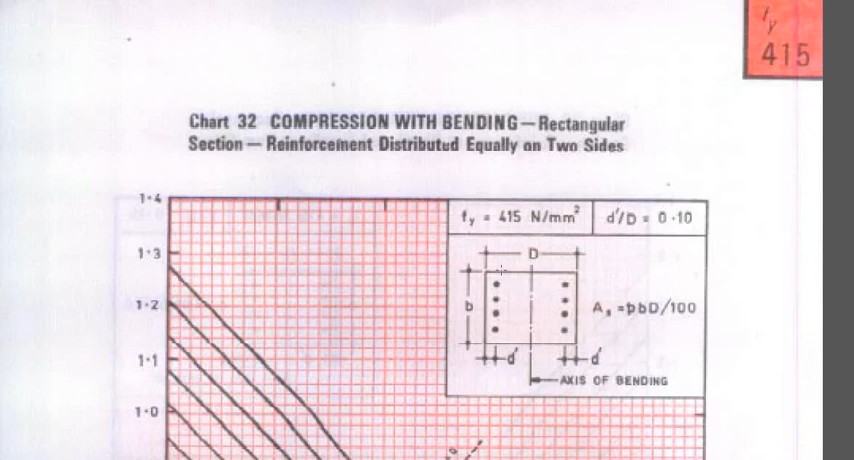 fy
415
Chart 32 COMPRESSION WITH BENDING—Rectangular
Section — Reinforcement Distributed Equally on Two Sides
1·4
1·3
1·2
1·1
1·0
fy = 415 N/mm²
d'/D = 0·10
D
b
As = pbD/100
d'
d'
AXIS OF BENDING